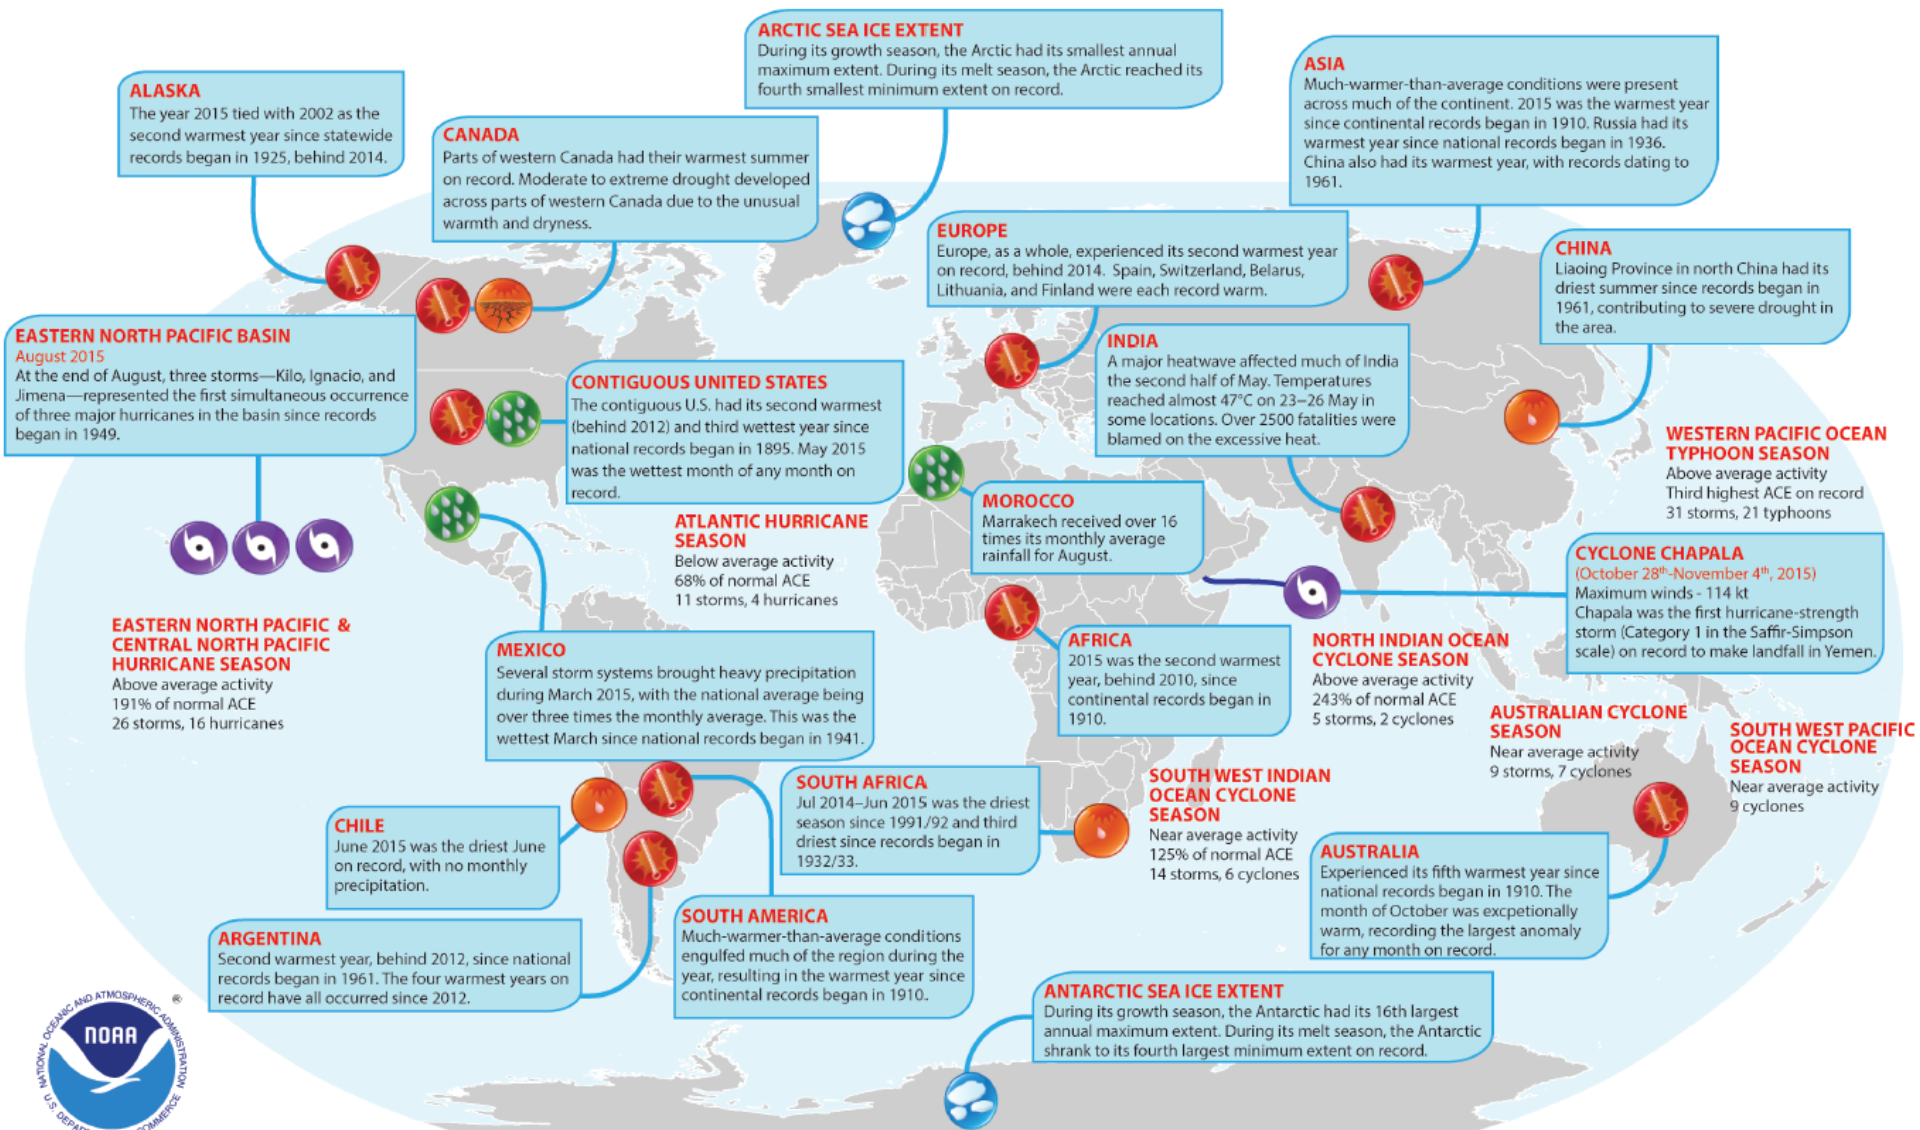 ARCTIC SEA ICE EXTENT
During its growth season, the Arctic had its smallest annual
maximum extent. During its melt season, the Arctic reached its
fourth smallest minimum extent on record.
ASIA
Much-warmer-than-average conditions were present
across much of the continent. 2015 was the warmest year
since continental records began in 1910. Russia had its
warmest year since national records began in 1936.
China also had its warmest year, with records dating to
1961.
ALASKA
The year 2015 tied with 2002 as the
second warmest year since statewide
records began in 1925, behind 2014.
CANADA
Parts of western Canada had their warmest summer
on record. Moderate to extreme drought developed
across parts of western Canada due to the unusual
warmth and dryness.
EUROPE
Europe, as a whole, experienced its second warmest year
on record, behind 2014. Spain, Switzerland, Belarus,
Lithuania, and Finland were each record warm.
CHINA
Liaoing Province in north China had its
driest summer since records began in
1961, contributing to severe drought in
the area.
EASTERN NORTH PACIFIC BASIN
August 2015
At the end of August, three storms—Kilo, Ignacio, and
Jimena—represented the first simultaneous occurrence
of three major hurricanes in the basin since records
began in 1949.
CONTIGUOUS UNITED STATES
The contiguous U.S. had its second warmest
(behind 2012) and third wettest year since
national records began in 1895. May 2015
was the wettest month of any month on
record.
INDIA
A major heatwave affected much of India
the second half of May. Temperatures
reached almost 47°C on 23–26 May in
some locations. Over 2500 fatalities were
blamed on the excessive heat.
WESTERN PACIFIC OCEAN
TYPHOON SEASON
Above average activity
Third highest ACE on record
31 storms, 21 typhoons
MOROCCO
Marrakech received over 16
times its monthly average
rainfall for August.
ATLANTIC HURRICANE
SEASON
Below average activity
68% of normal ACE
11 storms, 4 hurricanes
CYCLONE CHAPALA
(October 28th-November 4th, 2015)
Maximum winds - 114 kt
Chapala was the first hurricane-strength
storm (Category 1 in the Saffir-Simpson
scale) on record to make landfall in Yemen.
EASTERN NORTH PACIFIC &
CENTRAL NORTH PACIFIC
HURRICANE SEASON
Above average activity
191% of normal ACE
26 storms, 16 hurricanes
MEXICO
Several storm systems brought heavy precipitation
during March 2015, with the national average being
over three times the monthly average. This was the
wettest March since national records began in 1941.
AFRICA
2015 was the second warmest
year, behind 2010, since
continental records began in
1910.
NORTH INDIAN OCEAN
CYCLONE SEASON
Above average activity
243% of normal ACE
5 storms, 2 cyclones
AUSTRALIAN CYCLONE
SEASON
Near average activity
9 storms, 7 cyclones
SOUTH WEST PACIFIC
OCEAN CYCLONE
SEASON
Near average activity
9 cyclones
SOUTH AFRICA
Jul 2014–Jun 2015 was the driest
season since 1991/92 and third
driest since records began in
1932/33.
SOUTH WEST INDIAN
OCEAN CYCLONE
SEASON
Near average activity
125% of normal ACE
14 storms, 6 cyclones
CHILE
June 2015 was the driest June
on record, with no monthly
precipitation.
AUSTRALIA
Experienced its fifth warmest year since
national records began in 1910. The
month of October was excpetionally
warm, recording the largest anomaly
for any month on record.
SOUTH AMERICA
Much-warmer-than-average conditions
engulfed much of the region during the
year, resulting in the warmest year since
continental records began in 1910.
ARGENTINA
Second warmest year, behind 2012, since national
records began in 1961. The four warmest years on
record have all occurred since 2012.
ANTARCTIC SEA ICE EXTENT
During its growth season, the Antarctic had its 16th largest
annual maximum extent. During its melt season, the Antarctic
shrank to its fourth largest minimum extent on record.
NATIONAL OCEANIC AND ATMOSPHERIC ADMINISTRATION ®
NOAA
U.S. DEPAR
COMMERCE